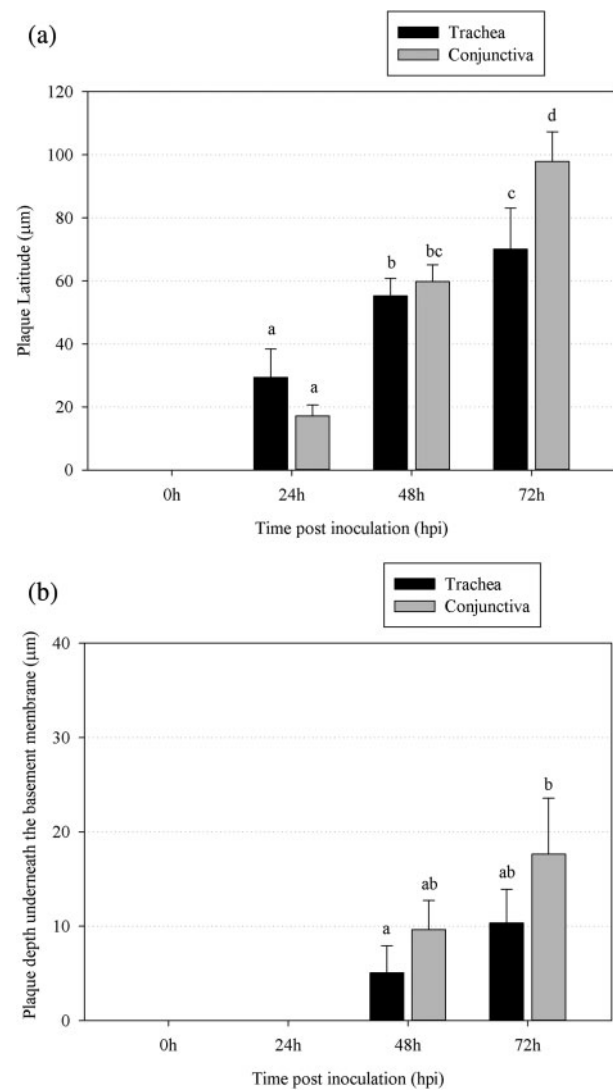 (a)
Trachea
Conjunctiva
Plaque Latitude (μm)
120
100
80
60
40
20
0
a
a
b
bc
c
d
0h 24h 48h 72h
Time post inoculation (hpi)
(b)
Trachea
Conjunctiva
Plaque depth underneath the basement membrane (μm)
40
30
20
10
0
a
ab
ab
b
0h 24h 48h 72h
Time post inoculation (hpi)